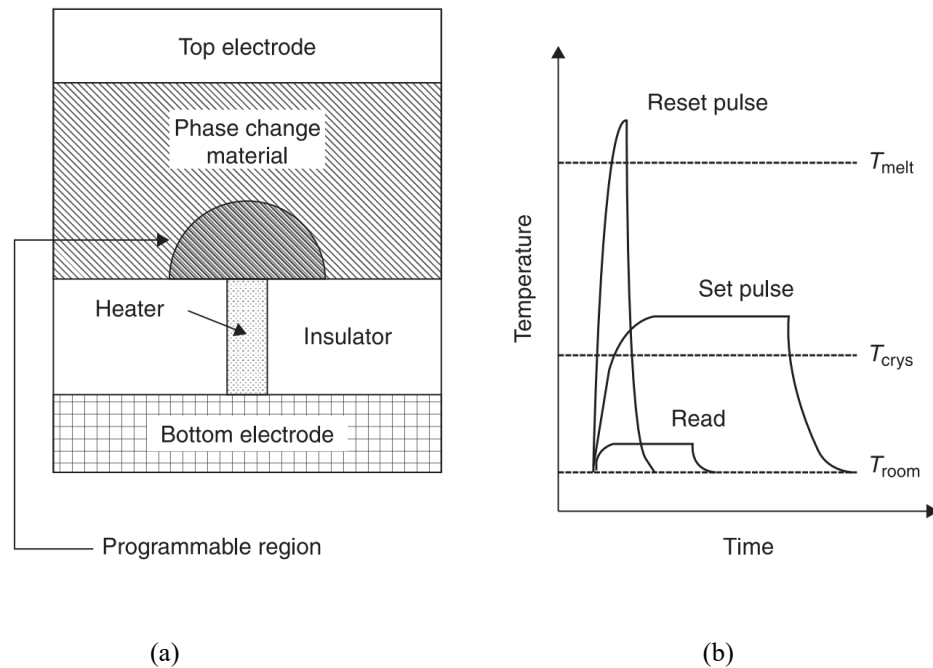 Top electrode
Phase change
material
Heater
Insulator
Bottom electrode
Programmable region
(a)
Temperature
Reset pulse
T_melt
Set pulse
T_crys
Read
T_room
Time
(b)